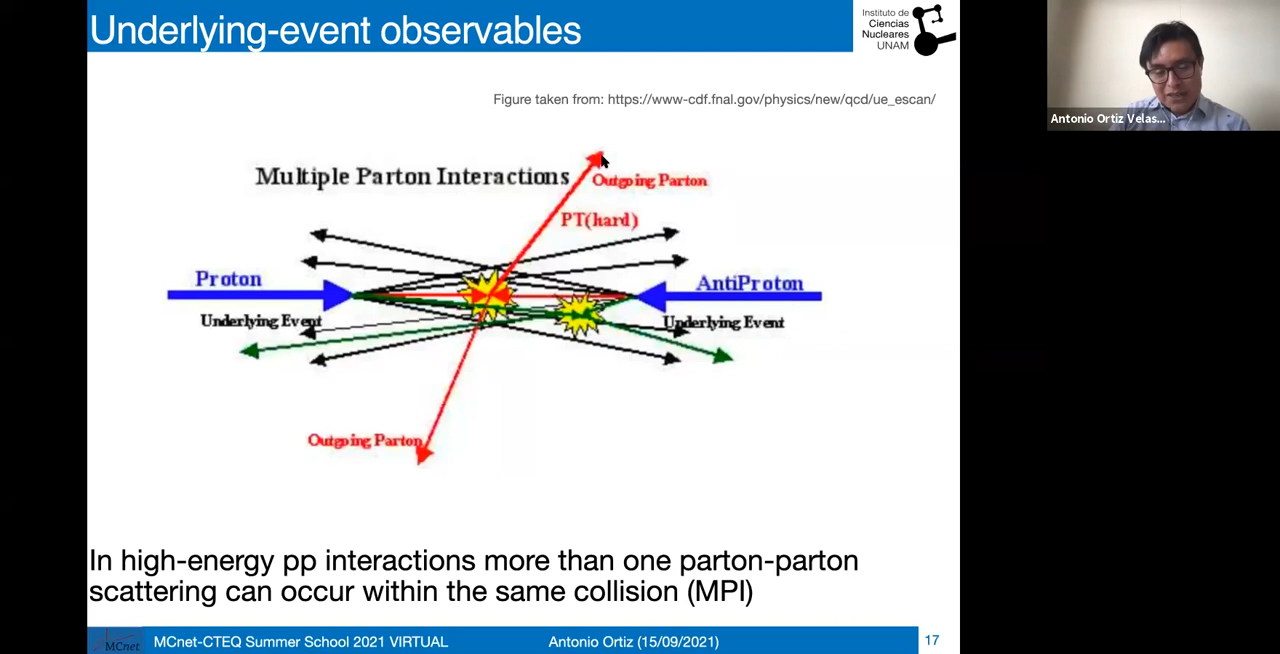 Underlying-event observables
Instituto de
Ciencias
Nucleares
UNAM
Antonio Ortiz Velas...
Figure taken from: https://www-cdf.fnal.gov/physics/new/qcd/ue_escan/
Multiple Parton Interactions
Outgoing Parton
PT(hard)
Proton
AntiProton
Underlying Event
Underlying Event
Outgoing Parton
In high-energy pp interactions more than one parton-parton
scattering can occur within the same collision (MPI)
MCnet
MCnet-CTEQ Summer School 2021 VIRTUAL
Antonio Ortiz (15/09/2021)
17